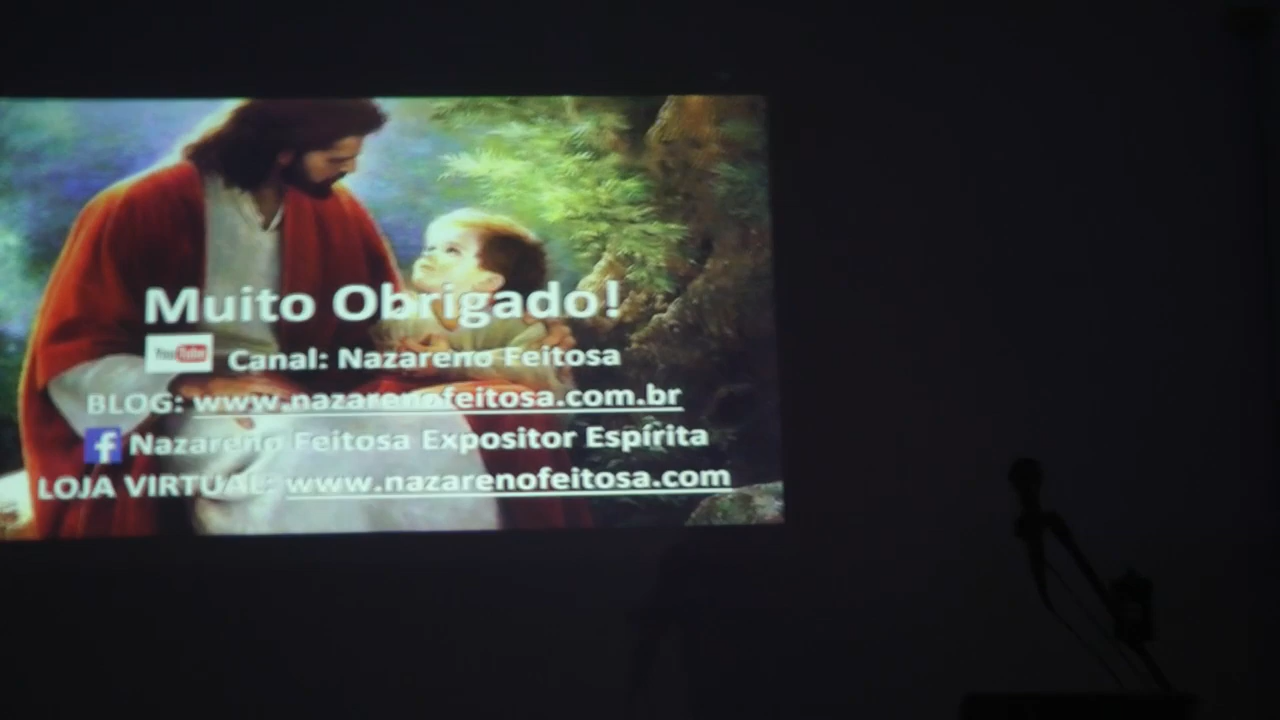 Muito Obrigado!
YouTube Canal: Nazareno Feitosa
BLOG: www.nazarenofeitosa.com.br
f Nazareno Feitosa Expositor Espírita
LOJA VIRTUAL: www.nazarenofeitosa.com